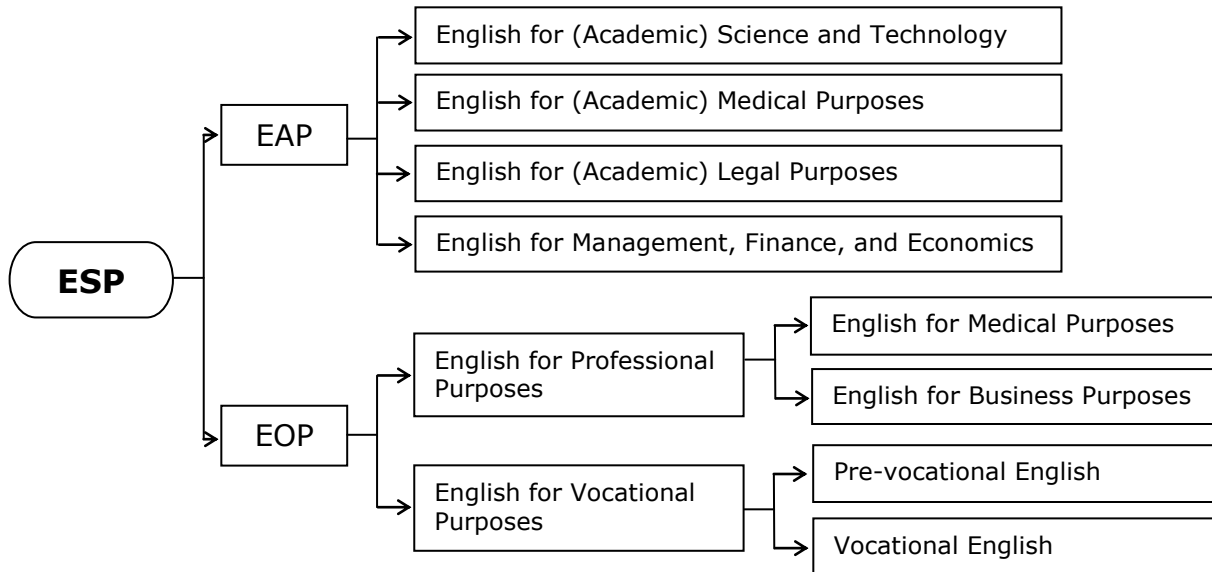 English for (Academic) Science and Technology
English for (Academic) Medical Purposes
EAP
English for (Academic) Legal Purposes
English for Management, Finance, and Economics
ESP
English for Professional
Purposes
English for Medical Purposes
English for Business Purposes
EOP
English for Vocational
Purposes
Pre-vocational English
Vocational English